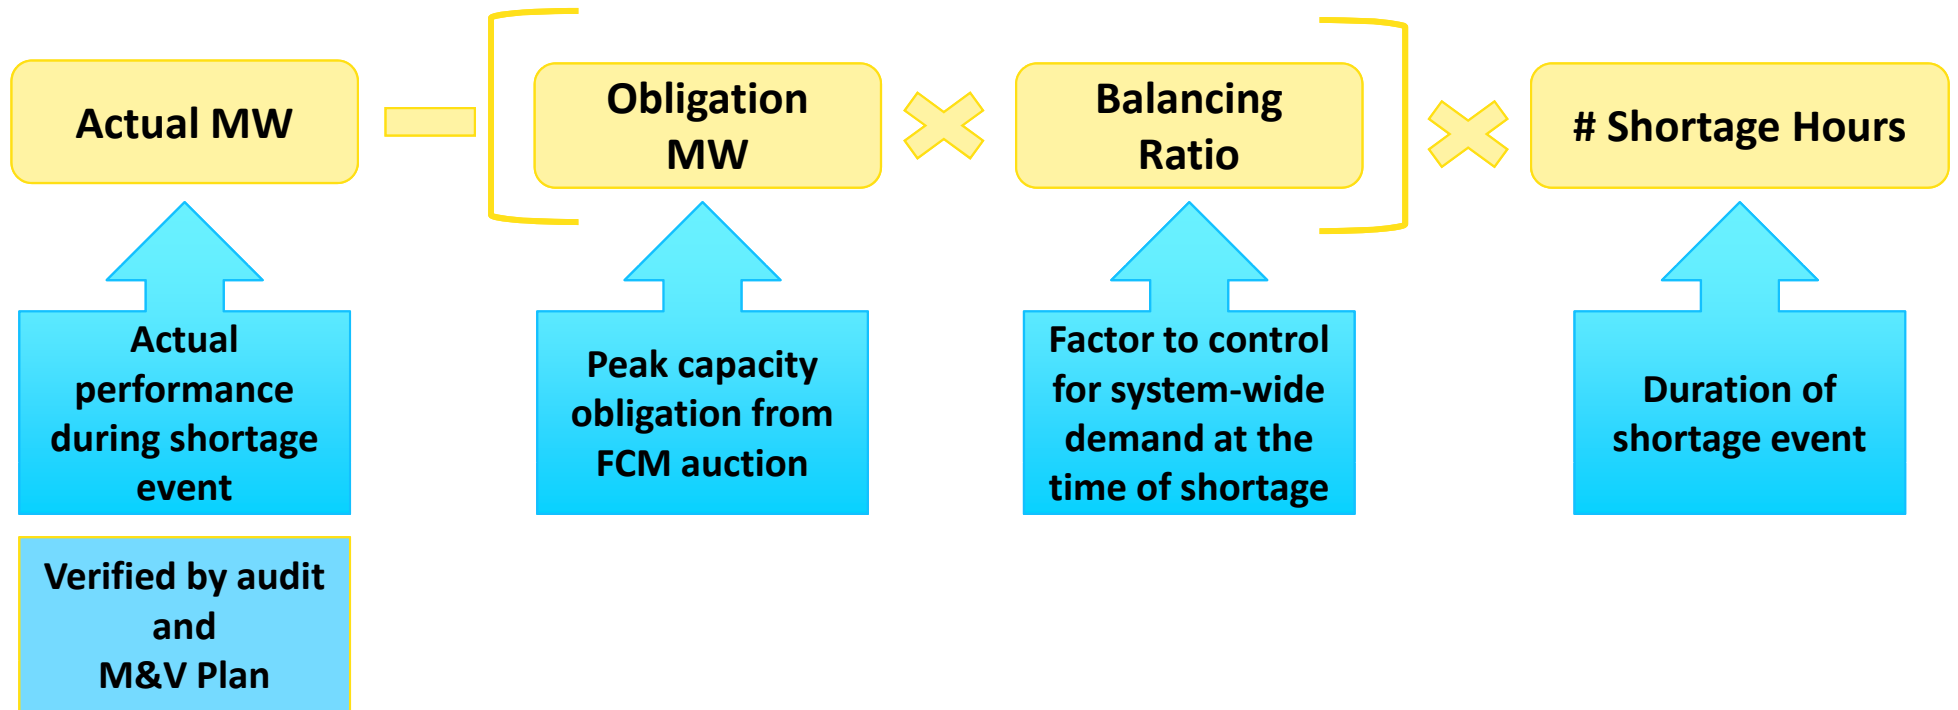 Actual MW
Obligation
MW
Balancing
Ratio
# Shortage Hours
Actual
performance
during shortage
event
Peak capacity
obligation from
FCM auction
Factor to control
for system-wide
demand at the
time of shortage
Duration of
shortage event
Verified by audit
and
M&V Plan